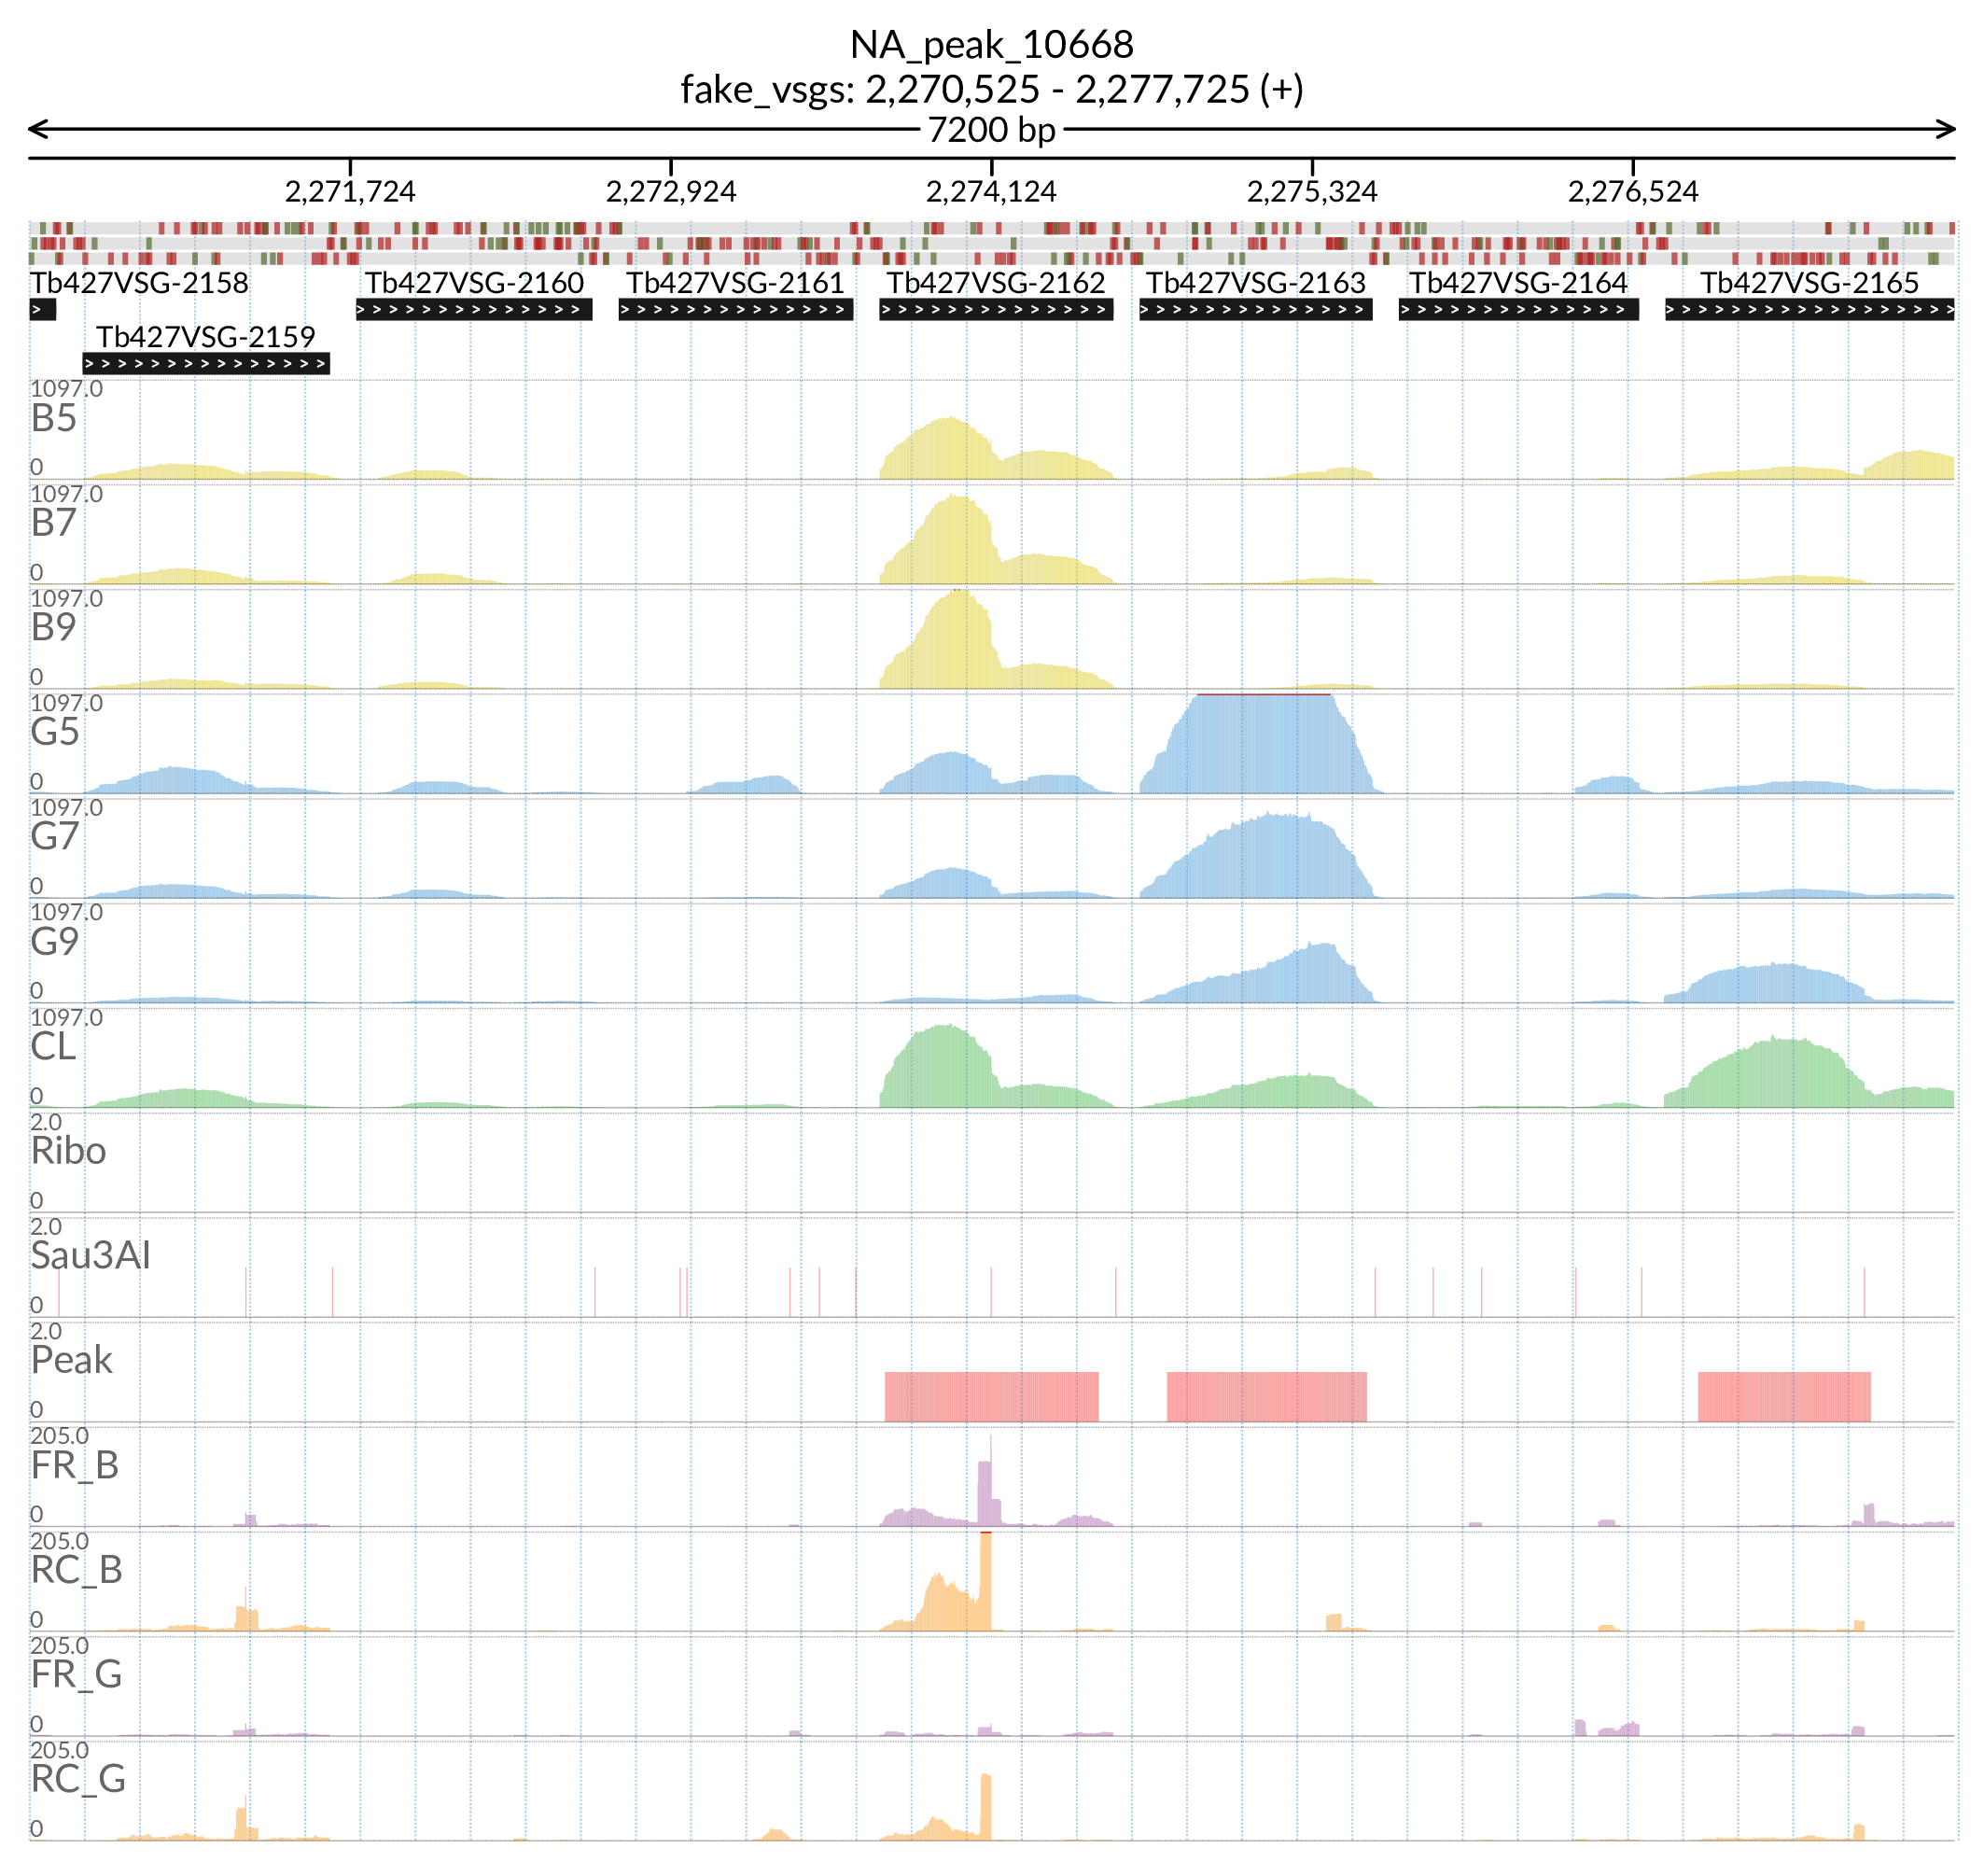 NA_peak_10668
fake_vsgs: 2,270,525 - 2,277,725 (+)
7200 bp
2,271,724 2,272,924 2,274,124 2,275,324 2,276,524
Tb427VSG-2158 Tb427VSG-2160 Tb427VSG-2161 Tb427VSG-2162 Tb427VSG-2163 Tb427VSG-2164 Tb427VSG-2165
Tb427VSG-2159
1097.0
B5
0
1097.0
B7
0
1097.0
B9
0
1097.0
G5
0
1097.0
G7
0
1097.0
G9
0
1097.0
CL
0
2.0
Ribo
0
2.0
Sau3AI
0
2.0
Peak
0
205.0
FR_B
0
205.0
RC_B
0
205.0
FR_G
0
205.0
RC_G
0